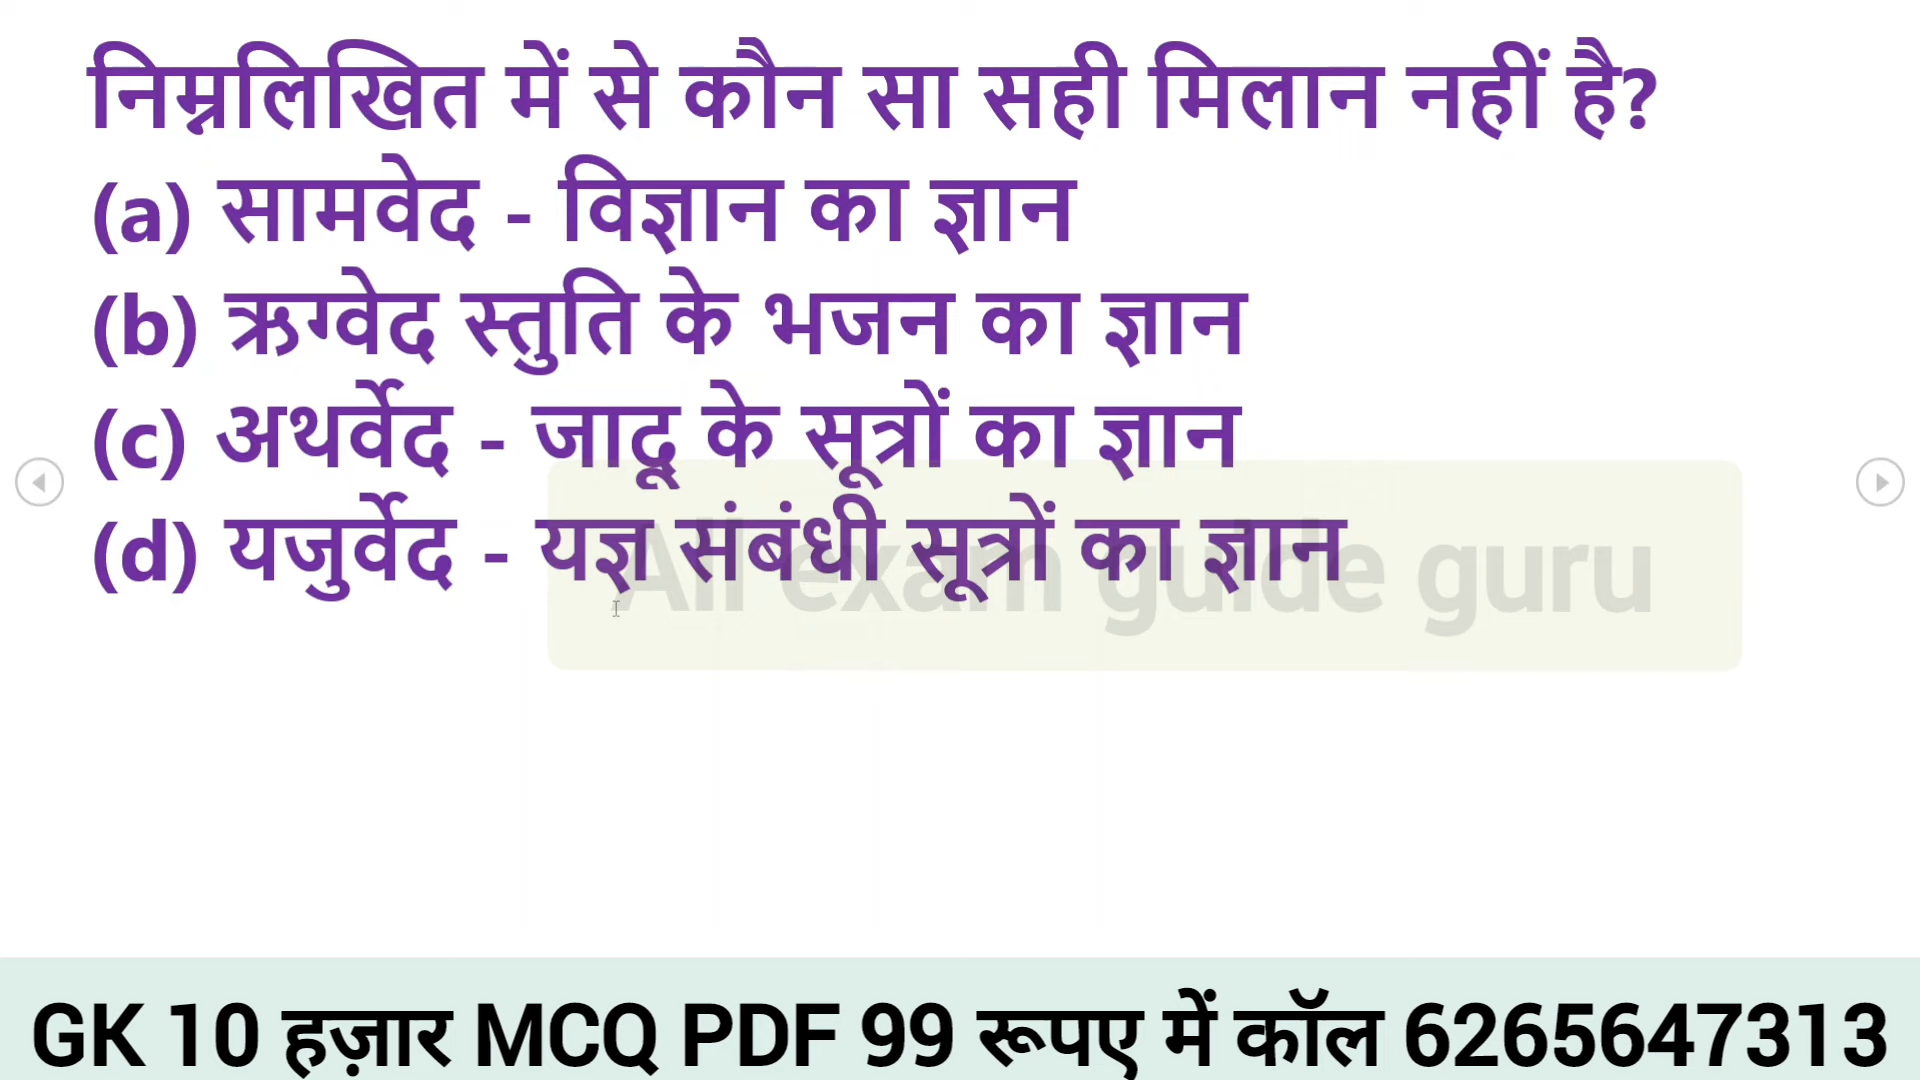 निम्नलिखित में से कौन सा सही मिलान नहीं है?
(a) सामवेद - विज्ञान का ज्ञान
(b) ऋग्वेद स्तुति के भजन का ज्ञान
(c) अथर्वेद - जादू के सूत्रों का ज्ञान
(d) यजुर्वेद - यज्ञ संबंधी सूत्रों का ज्ञान
All exam guide guru
GK 10 हज़ार MCQ PDF 99 रूपए में कॉल 6265647313